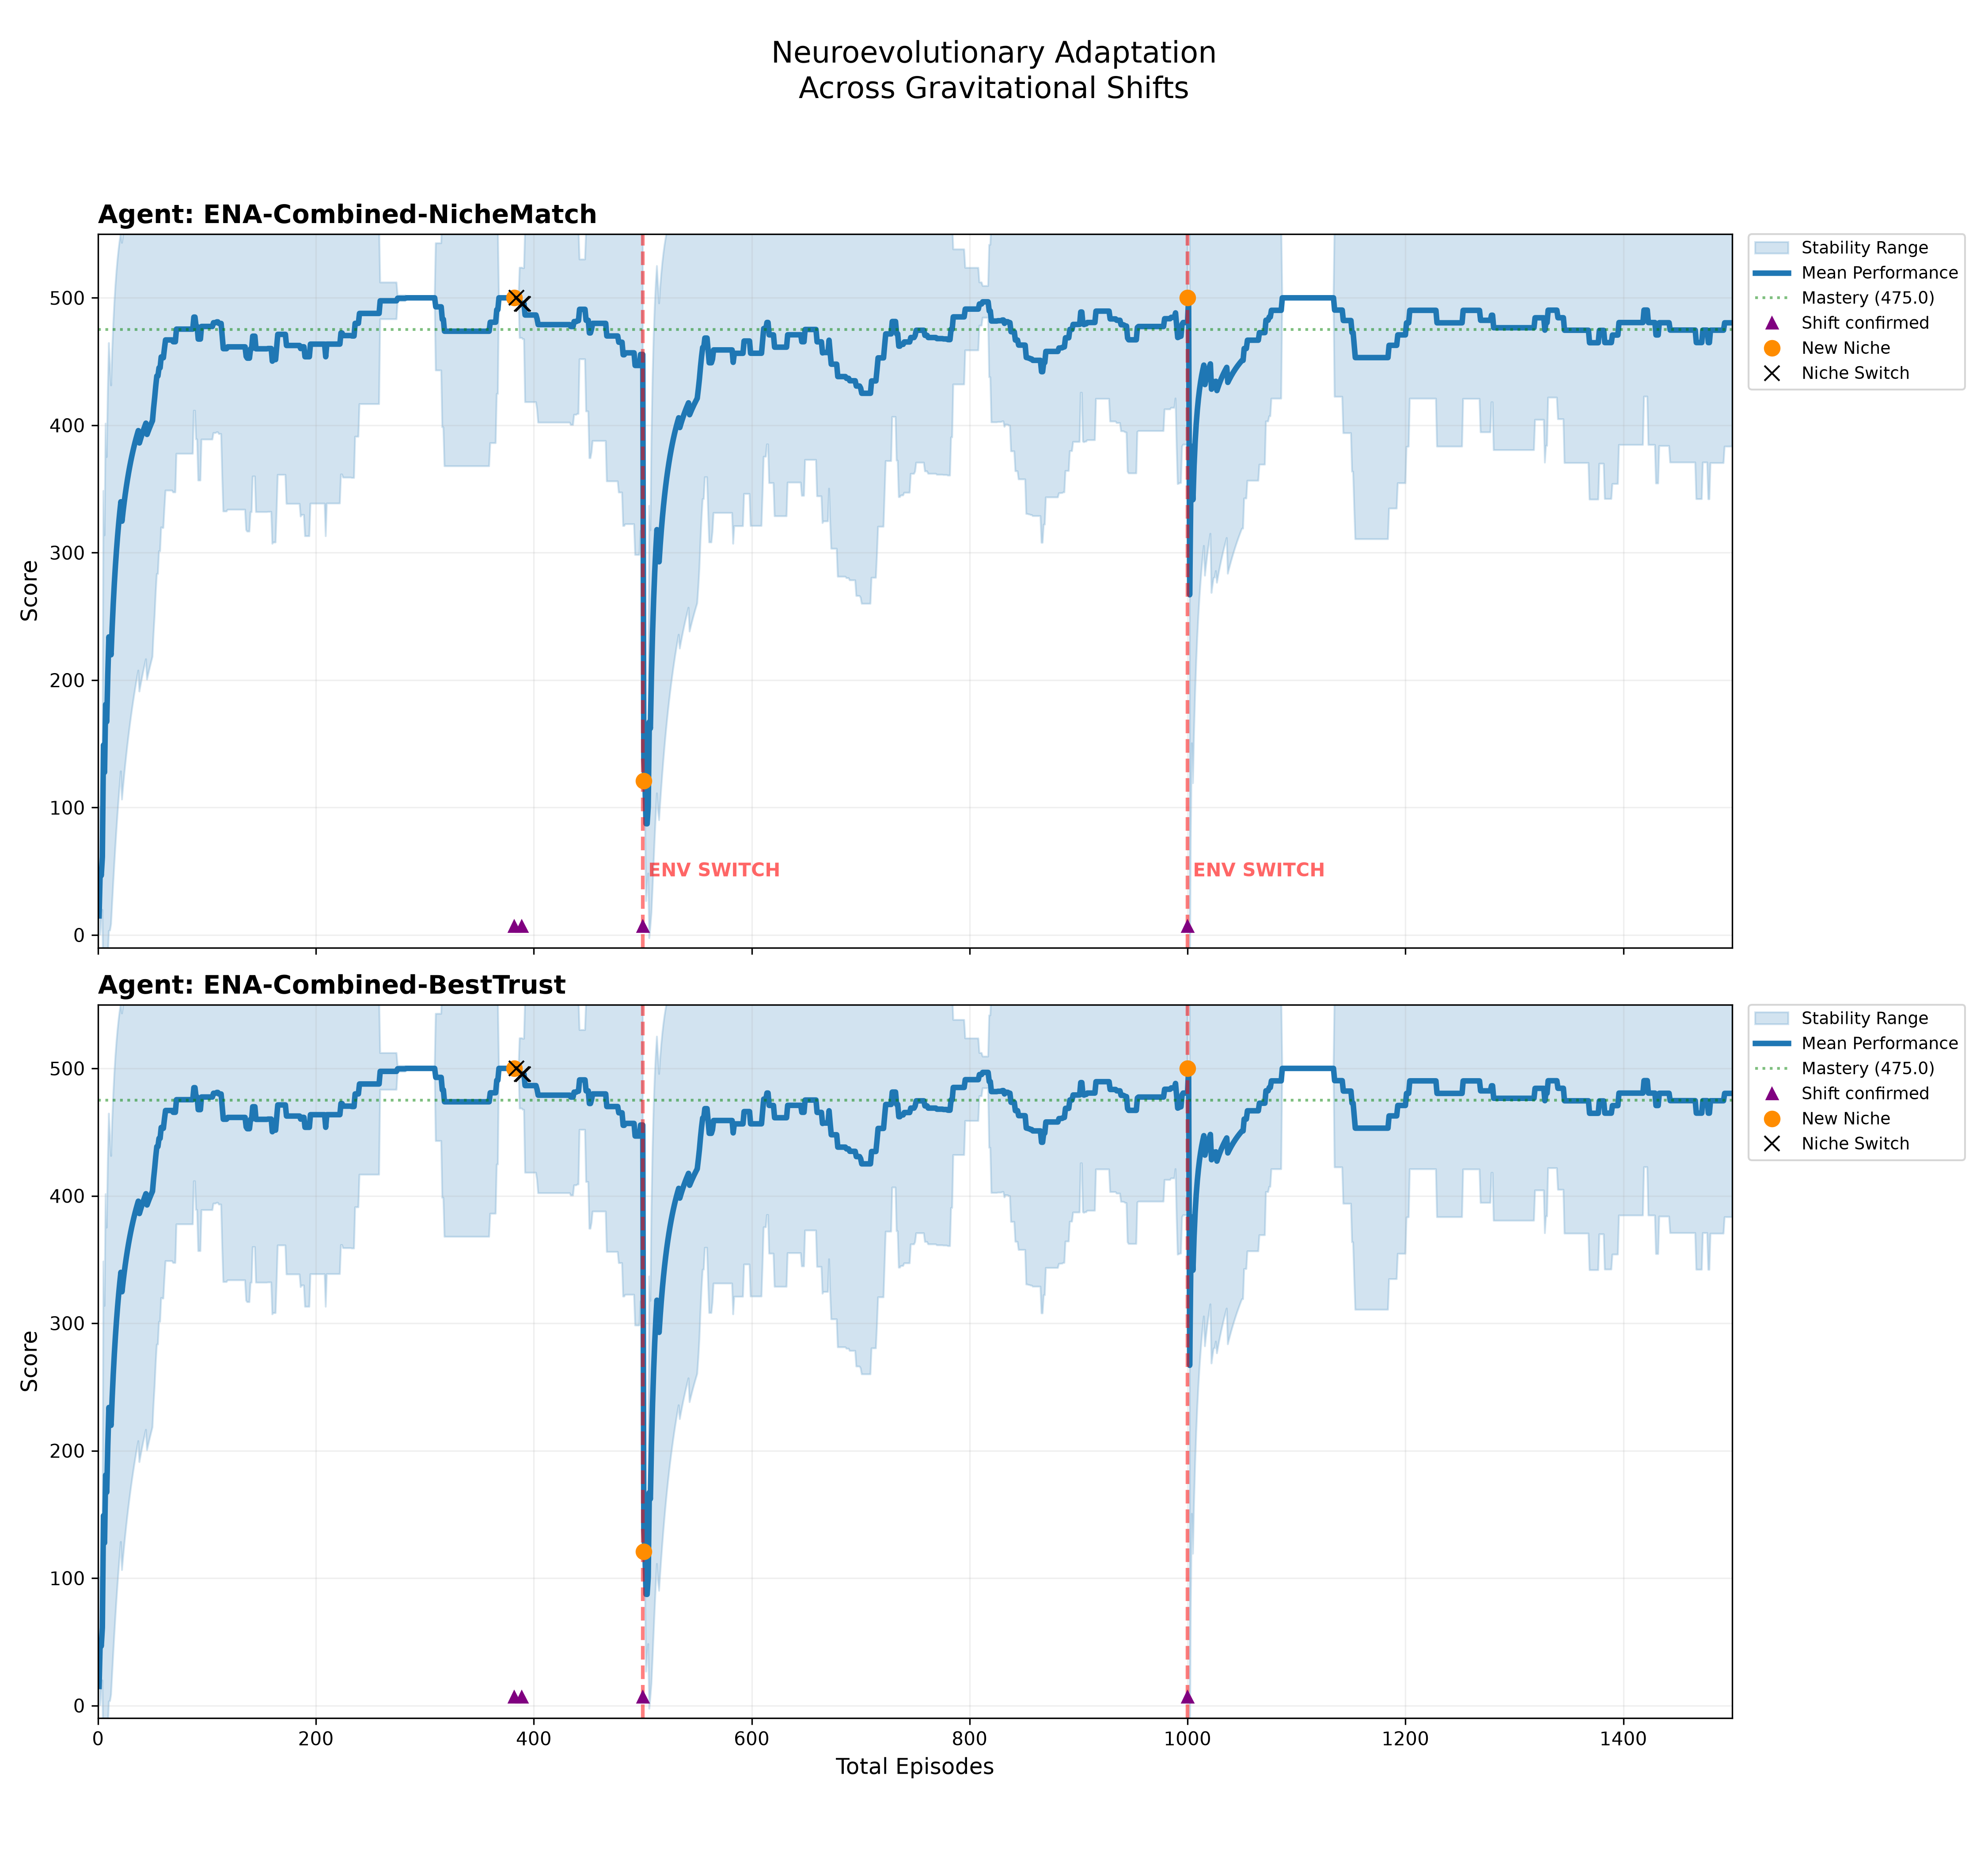 Neuroevolutionary Adaptation
Across Gravitational Shifts
Agent: ENA-Combined-NicheMatch
Score
500
400
300
200
100
0
ENV SWITCH
ENV SWITCH
Stability Range
Mean Performance
Mastery (475.0)
Shift confirmed
New Niche
Niche Switch
Agent: ENA-Combined-BestTrust
Score
500
400
300
200
100
0
Stability Range
Mean Performance
Mastery (475.0)
Shift confirmed
New Niche
Niche Switch
0 200 400 600 800 1000 1200 1400
Total Episodes